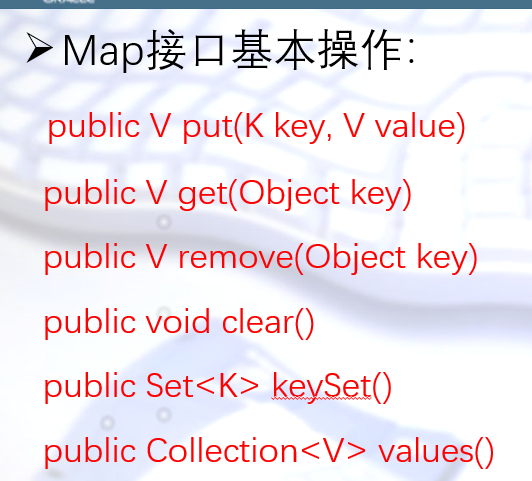 ➢Map接口基本操作:
public V put(K key, V value)
public V get(Object key)
public V remove(Object key)
public void clear()
public Set<K> keySet()
public Collection<V> values()